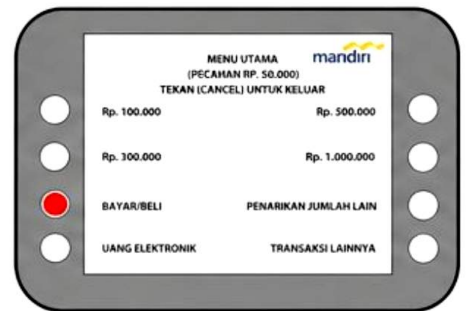 mandiri
MENU UTAMA
(PECAHAN RP. 50.000)
TEKAN (CANCEL) UNTUK KELUAR
Rp. 100.000 Rp. 500.000
Rp. 300.000 Rp. 1.000.000
BAYAR/BELI PENARIKAN JUMLAH LAIN
UANG ELEKTRONIK TRANSAKSI LAINNYA